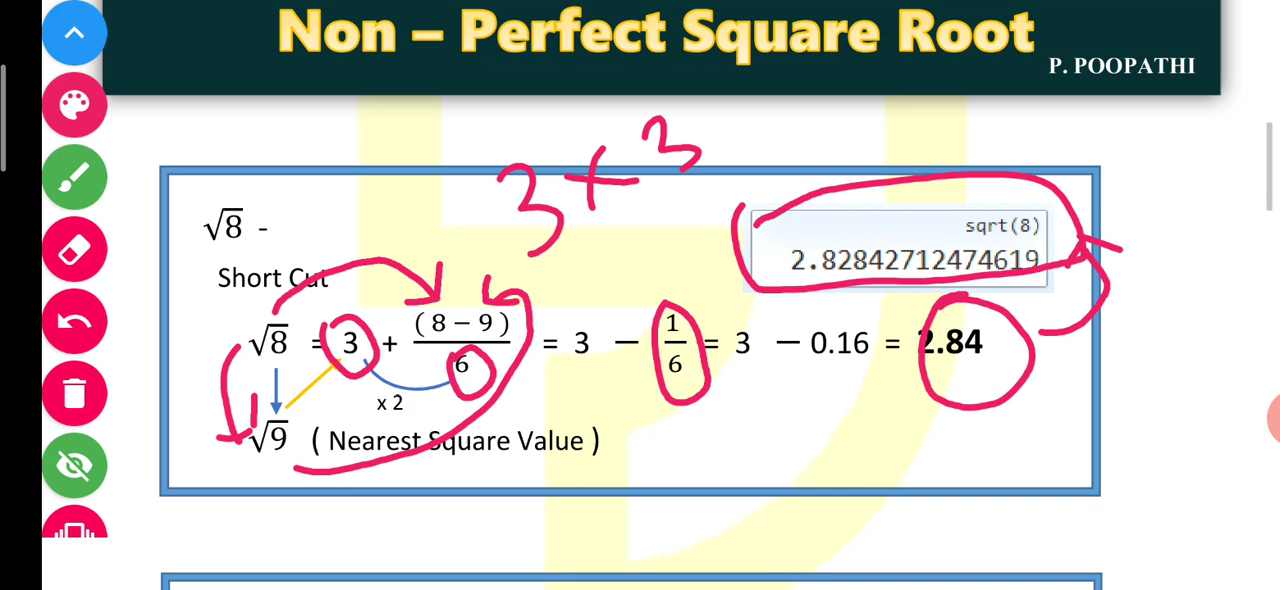 Non – Perfect Square Root
P. POOPATHI
3 + 3
√8 -
sqrt(8)
2.82842712474619
Short Cut
√8 = 3 + (8 – 9)/6 = 3 – 1/6 = 3 – 0.16 = 2.84
x 2
√9 ( Nearest Square Value )